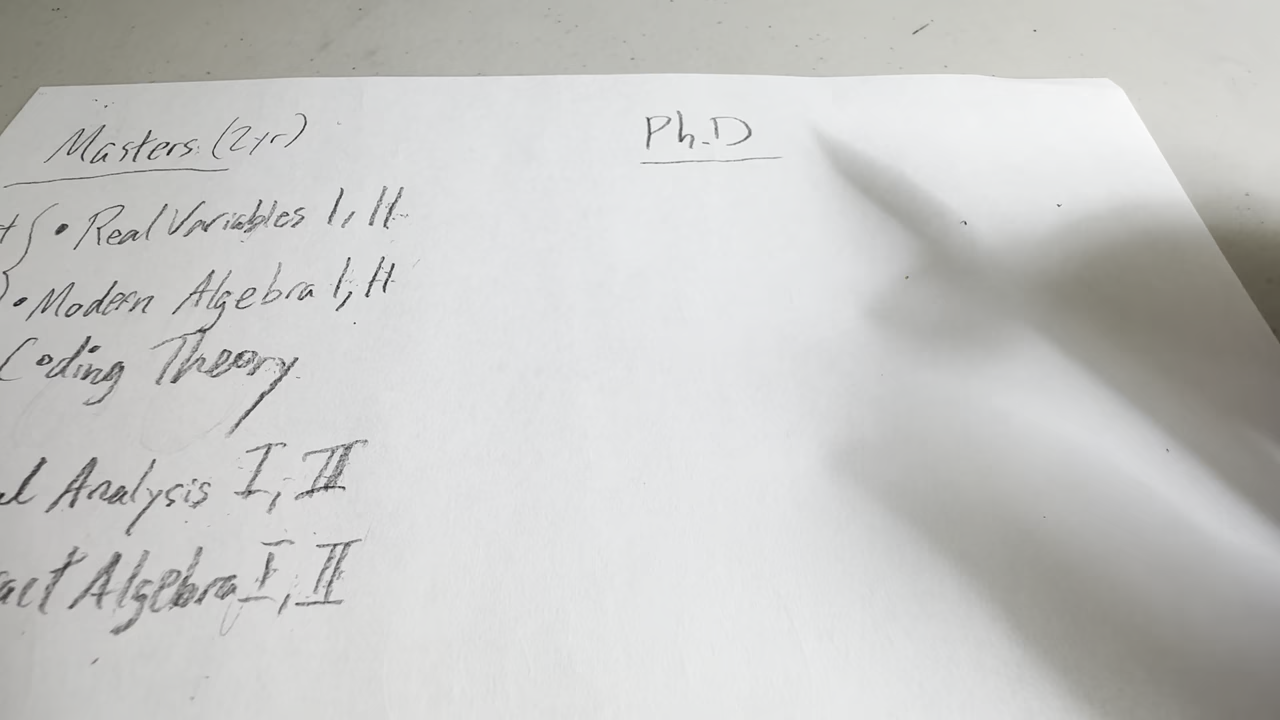 Masters (2yr)
Ph.D
• Real Variables I, II
• Modern Algebra I, II
Coding Theory
Analysis I, II
Algebra I, II